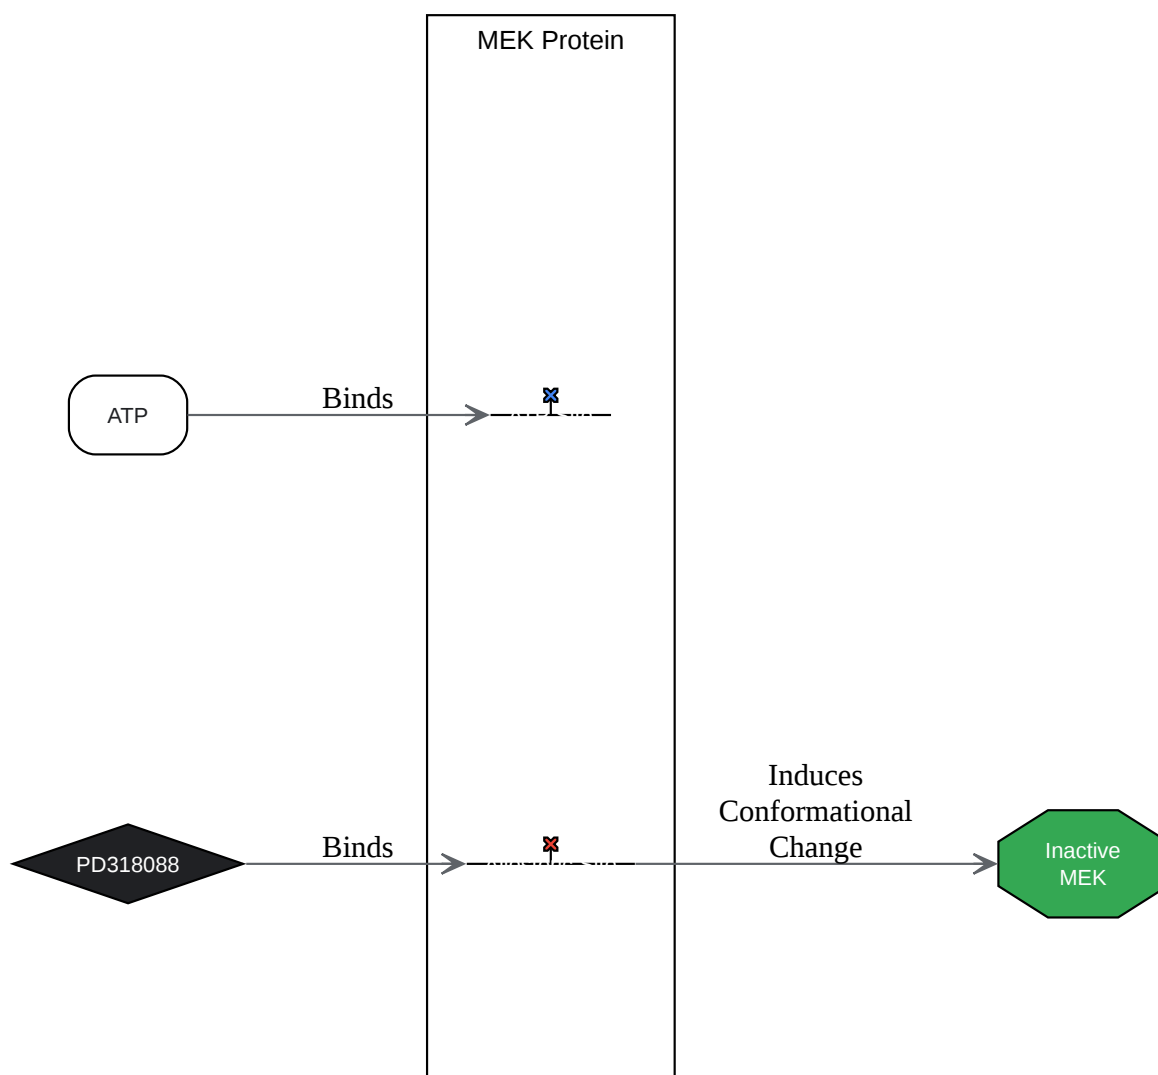 MEK Protein
ATP
Binds
PD318088
Binds
Induces
Conformational
Change
Inactive
MEK